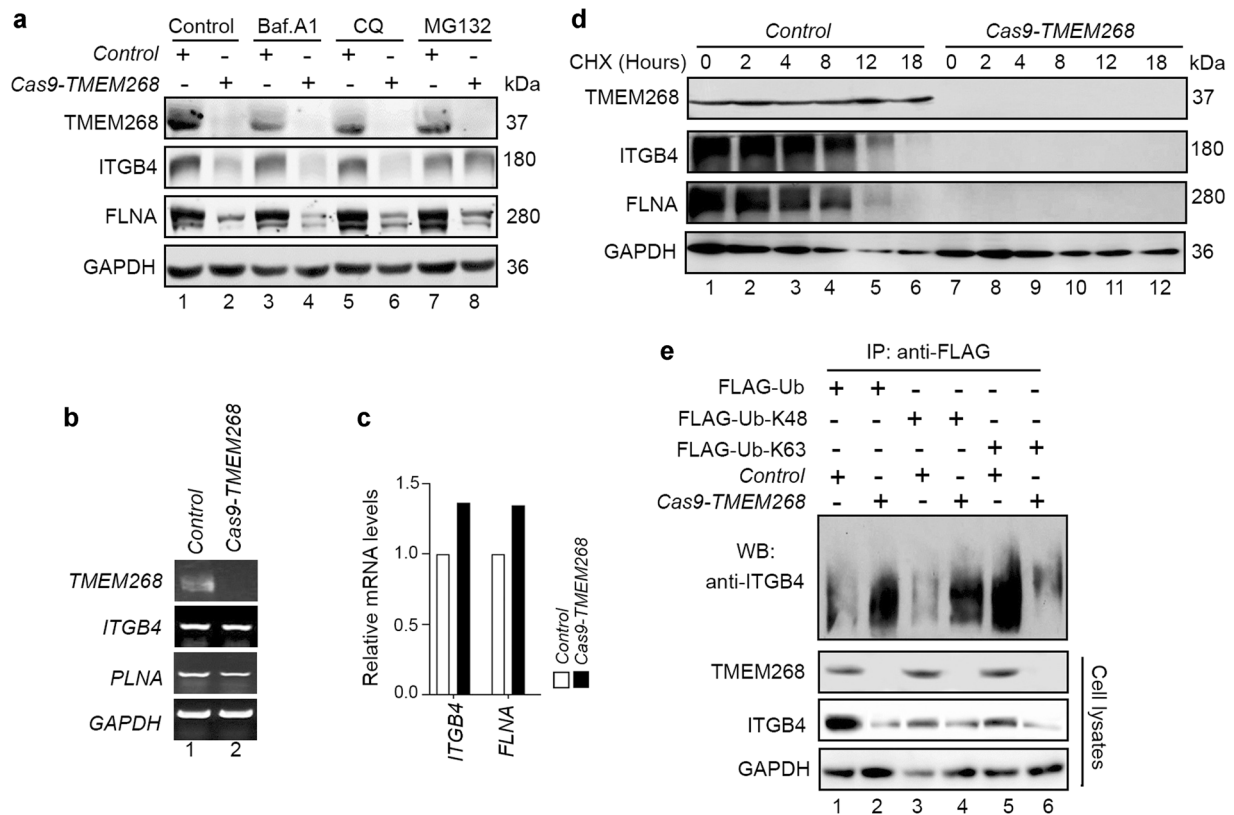 a
Control Baf.A1 CQ MG132
Control + - + - + - + -
Cas9-TMEM268 - + - + - + - + kDa
TMEM268 37
ITGB4 180
FLNA 280
GAPDH 36
1 2 3 4 5 6 7 8
b
Control Cas9-TMEM268
TMEM268
ITGB4
PLNA
GAPDH
1 2
c
Relative mRNA levels
1.5
1.0
0.5
0.0
ITGB4 FLNA
Control
Cas9-TMEM268
d
Control Cas9-TMEM268
CHX (Hours) 0 2 4 8 12 18 0 2 4 8 12 18 kDa
TMEM268 37
ITGB4 180
FLNA 280
GAPDH 36
1 2 3 4 5 6 7 8 9 10 11 12
e
IP: anti-FLAG
FLAG-Ub + + - - - -
FLAG-Ub-K48 - - + + - -
FLAG-Ub-K63 - - - - + +
Control + - + - + -
Cas9-TMEM268 - + - + - +
WB:
anti-ITGB4
TMEM268
ITGB4
GAPDH
Cell lysates
1 2 3 4 5 6